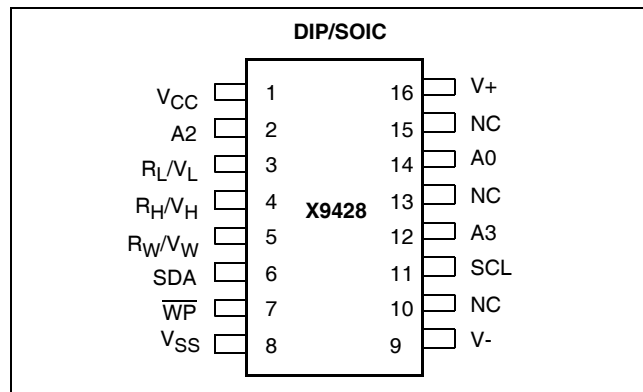 DIP/SOIC
VCC 1 16 V+
A2 2 15 NC
RL/VL 3 14 A0
RH/VH 4 X9428 13 NC
RW/VW 5 12 A3
SDA 6 11 SCL
W̅P̅ 7 10 NC
VSS 8 9 V-